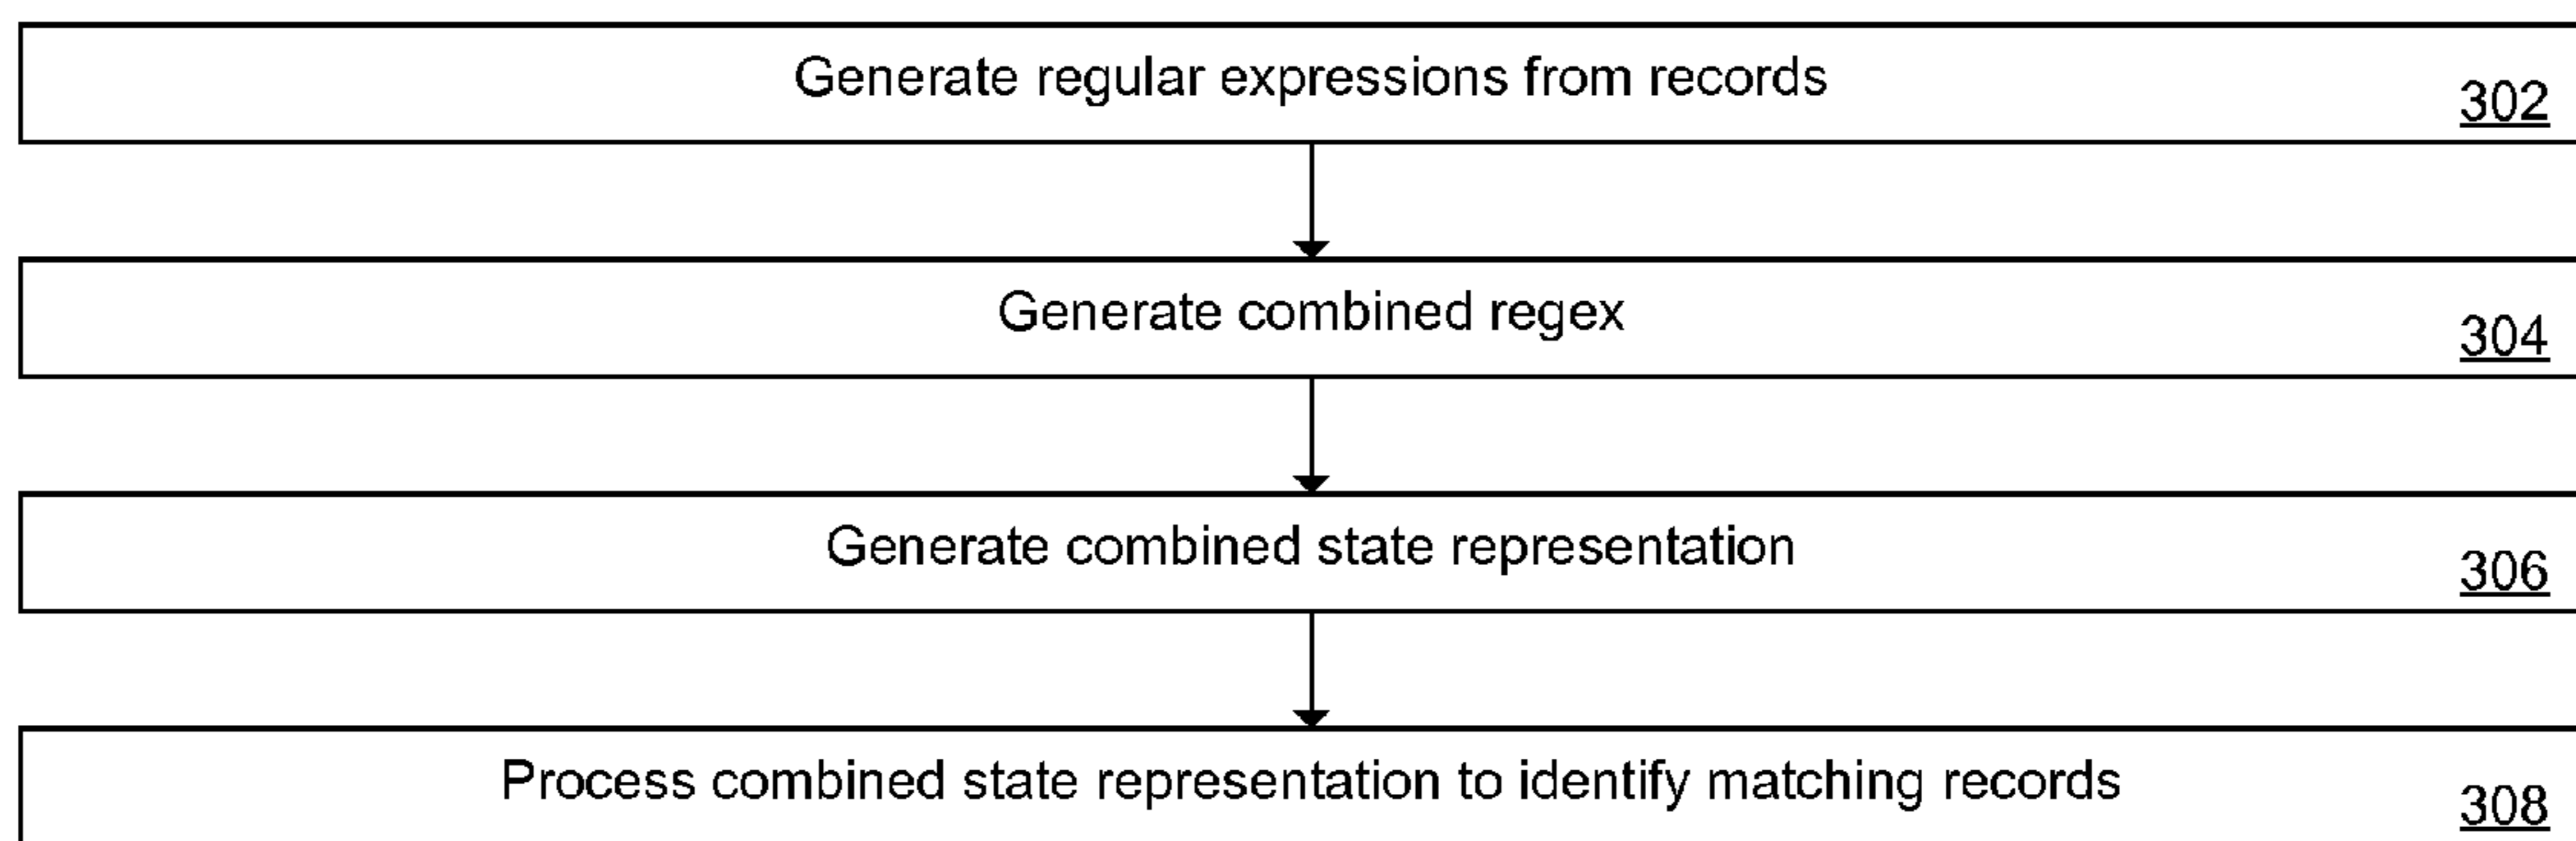 Generate regular expressions from records
302
Generate combined regex
304
Generate combined state representation
306
Process combined state representation to identify matching records
308